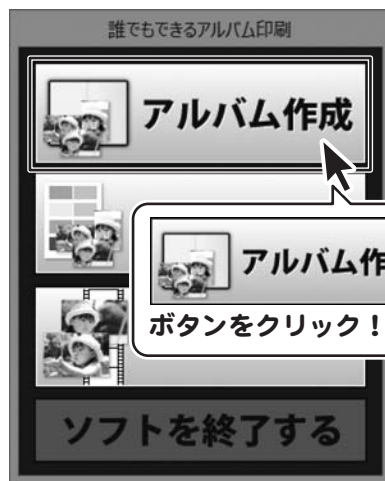 誰でもできるアルバム印刷
アルバム作成
アルバム作
ボタンをクリック！
ソフトを終了する